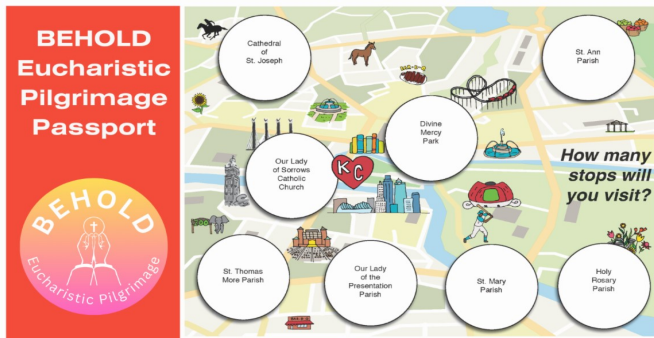 BEHOLD
Eucharistic
Pilgrimage
Passport
BEHOLD
Eucharistic Pilgrimage
Cathedral
of
St. Joseph
St. Ann
Parish
BAR-B-Q
Divine
Mercy
Park
Our Lady
of Sorrows
Catholic
Church
KC
How many
stops will
you visit?
ZOO
St. Thomas
More Parish
Our Lady
of the
Presentation
Parish
St. Mary
Parish
Holy
Rosary
Parish